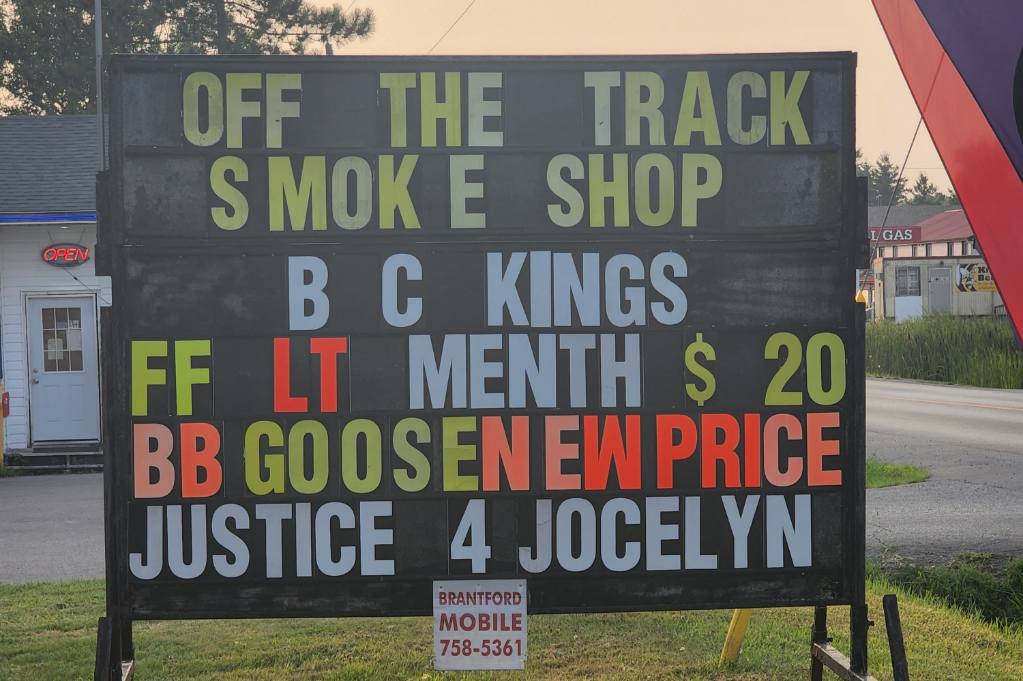 OFF THE TRACK
SMOKE SHOP
B C KINGS
FF LT MENTH $ 20
BB GOOSE NEW PRICE
JUSTICE 4 JOCELYN
BRANTFORD
MOBILE
758-5361
OPEN
GAS